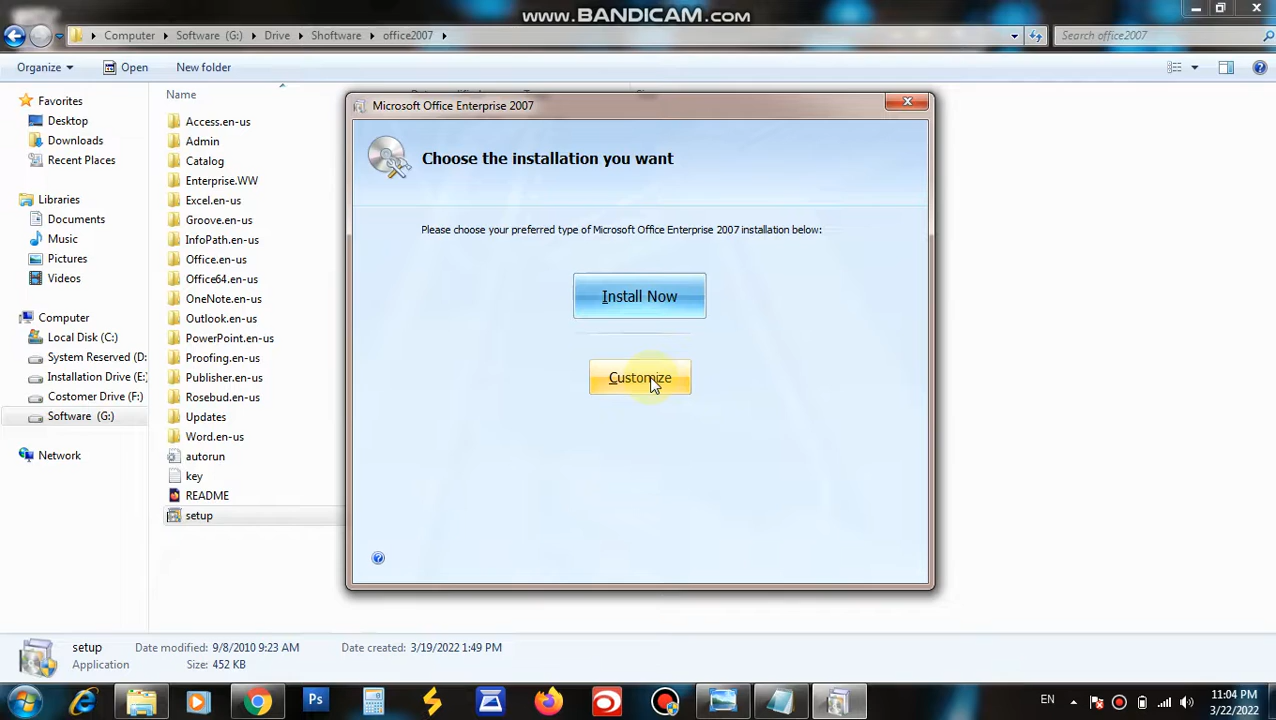 www.BANDICAM.com
Computer
Software (G:)
Drive
Shoftware
office2007
Search office2007
Organize
Open
New folder
Name
Favorites
Desktop
Downloads
Recent Places
Libraries
Documents
Music
Pictures
Videos
Computer
Local Disk (C:)
System Reserved (D:
Installation Drive (E:
Costomer Drive (F:)
Software (G:)
Network
Access.en-us
Admin
Catalog
Enterprise.WW
Excel.en-us
Groove.en-us
InfoPath.en-us
Office.en-us
Office64.en-us
OneNote.en-us
Outlook.en-us
PowerPoint.en-us
Proofing.en-us
Publisher.en-us
Rosebud.en-us
Updates
Word.en-us
autorun
key
README
setup
Microsoft Office Enterprise 2007
Choose the installation you want
Please choose your preferred type of Microsoft Office Enterprise 2007 installation below:
Install Now
Customize
setup
Application
Date modified: 9/8/2010 9:23 AM
Size: 452 KB
Date created: 3/19/2022 1:49 PM
Ps
EN
11:04 PM
3/22/2022